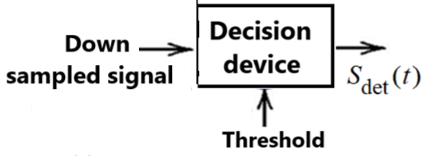 Down
sampled signal
Decision
device
S_det(t)
Threshold